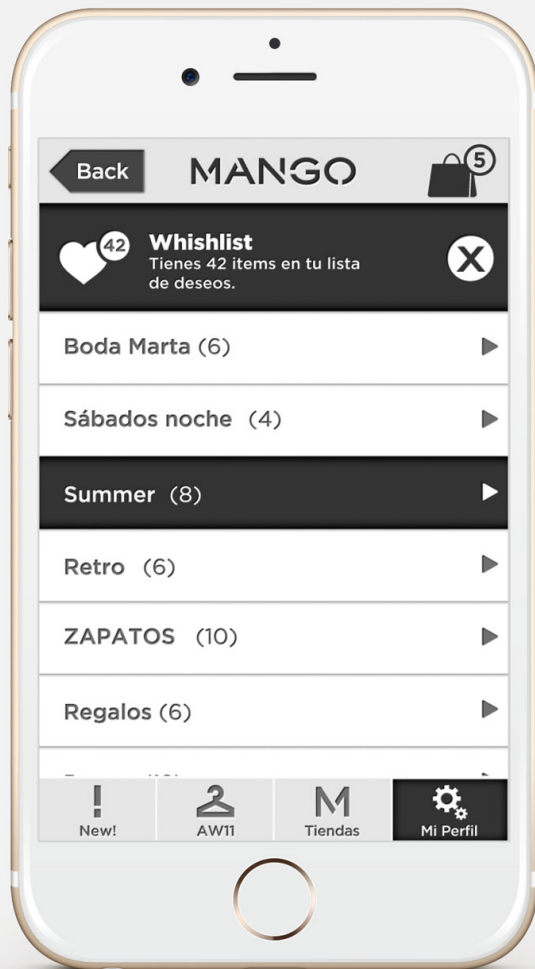 Back MANGO 5
42 Whishlist
Tienes 42 items en tu lista
de deseos.
X
Boda Marta (6)
Sábados noche (4)
Summer (8)
Retro (6)
ZAPATOS (10)
Regalos (6)
! M
New! AW11 Tiendas Mi Perfil